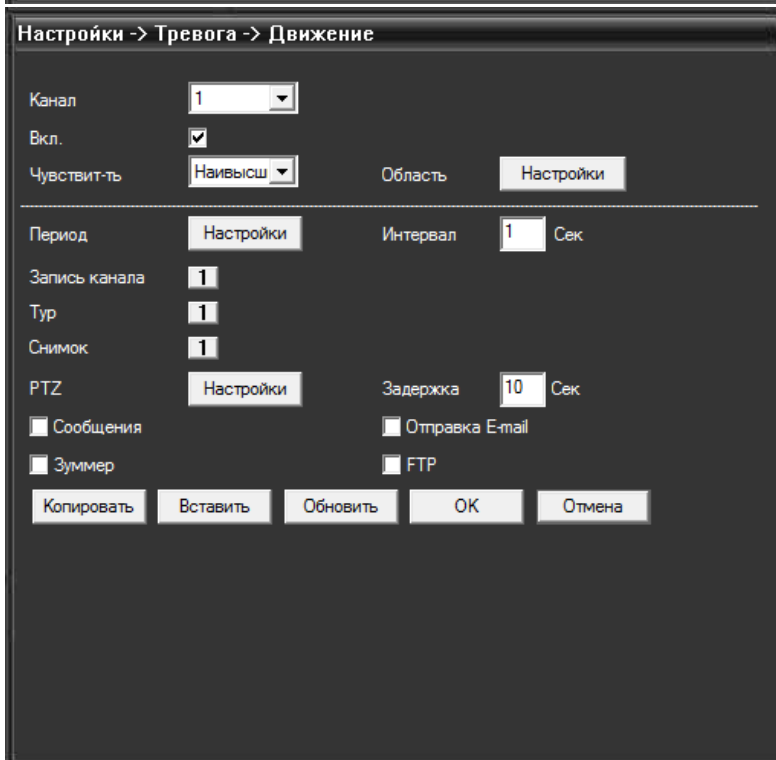 Настройки -> Тревога -> Движение
Канал 1
Вкл.
Чувствит-ть Наивысш Область Настройки
Период Настройки Интервал 1 Сек
Запись канала 1
Тур 1
Снимок 1
PTZ Настройки Задержка 10 Сек
Сообщения Отправка E-mail
Зуммер FTP
Копировать Вставить Обновить OK Отмена